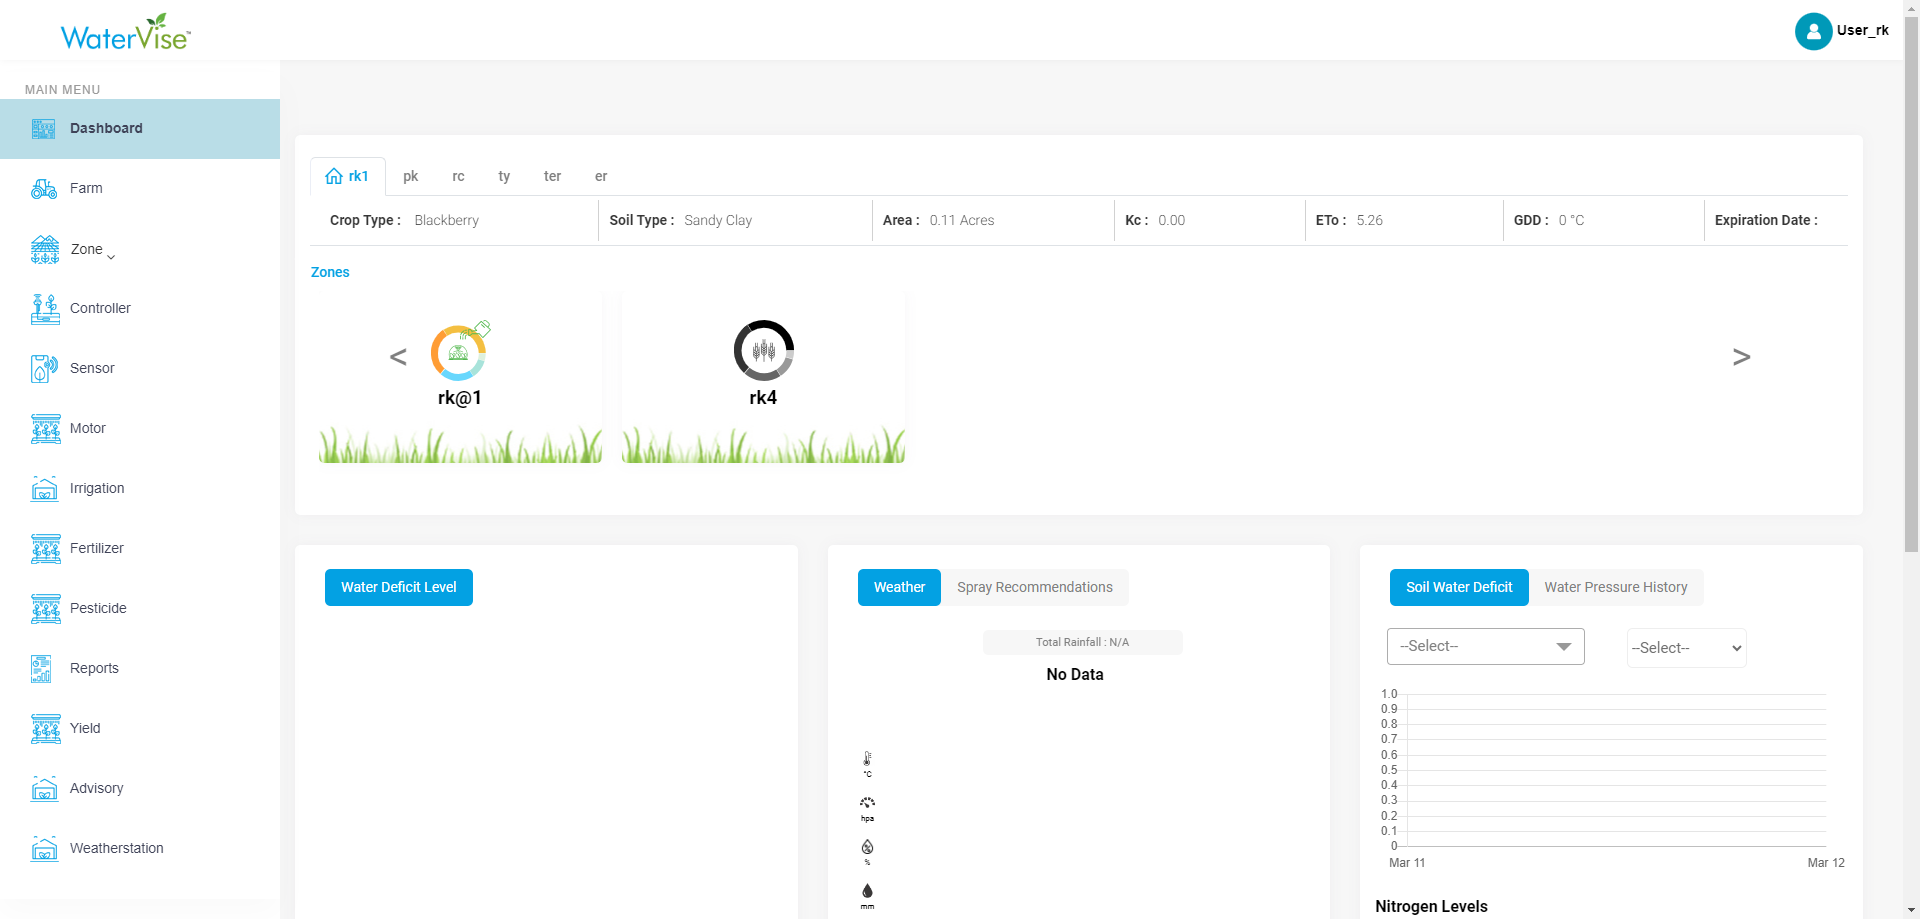 WaterVise™
User_rk
MAIN MENU
Dashboard
Farm
Zone
Controller
Sensor
Motor
Irrigation
Fertilizer
Pesticide
Reports
Yield
Advisory
Weatherstation
rk1 pk rc ty ter er
Crop Type : Blackberry Soil Type : Sandy Clay Area : 0.11 Acres Kc : 0.00 ETo : 5.26 GDD : 0 °C Expiration Date :
Zones
< rk@1 rk4 >
Water Deficit Level
Weather Spray Recommendations
Total Rainfall : N/A
No Data
°C
hpa
%
mm
Soil Water Deficit Water Pressure History
--Select-- --Select--
1.0
0.9
0.8
0.7
0.6
0.5
0.4
0.3
0.2
0.1
0
Mar 11 Mar 12
Nitrogen Levels